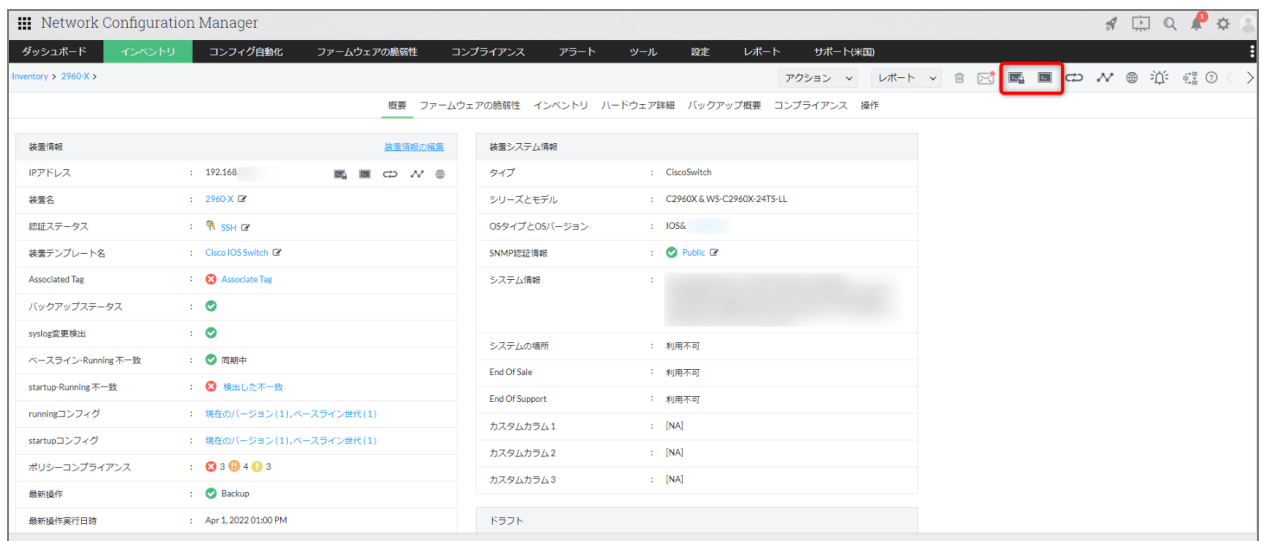 Network Configuration Manager
ダッシュボード インベントリ コンフィグ自動化 ファームウェアの脆弱性 コンプライアンス アラート ツール 設定 レポート サポート(米国)
Inventory > 2960-X > アクション レポート
概要 ファームウェアの脆弱性 インベントリ ハードウェア詳細 バックアップ概要 コンプライアンス 操作
装置情報 装置情報の編集
IPアドレス : 192.168.
装置名 : 2960-X
認証ステータス : SSH
装置テンプレート名 : Cisco IOS Switch
Associated Tag : Associate Tag
バックアップステータス :
syslog変更検出 :
ベースライン-Running 不一致 : 同期中
startup-Running 不一致 : 検出した不一致
runningコンフィグ : 現在のバージョン(1),ベースライン世代(1)
startupコンフィグ : 現在のバージョン(1),ベースライン世代(1)
ポリシーコンプライアンス : 3 4 3
最新操作 : Backup
最新操作実行日時 : Apr 1, 2022 01:00 PM
装置システム情報
タイプ : CiscoSwitch
シリーズとモデル : C2960X & WS-C2960X-24TS-LL
OSタイプとOSバージョン : IOS&
SNMP認証情報 : Public
システム情報 :
システムの場所 : 利用不可
End Of Sale : 利用不可
End Of Support : 利用不可
カスタムカラム 1 : [NA]
カスタムカラム 2 : [NA]
カスタムカラム 3 : [NA]
ドラフト